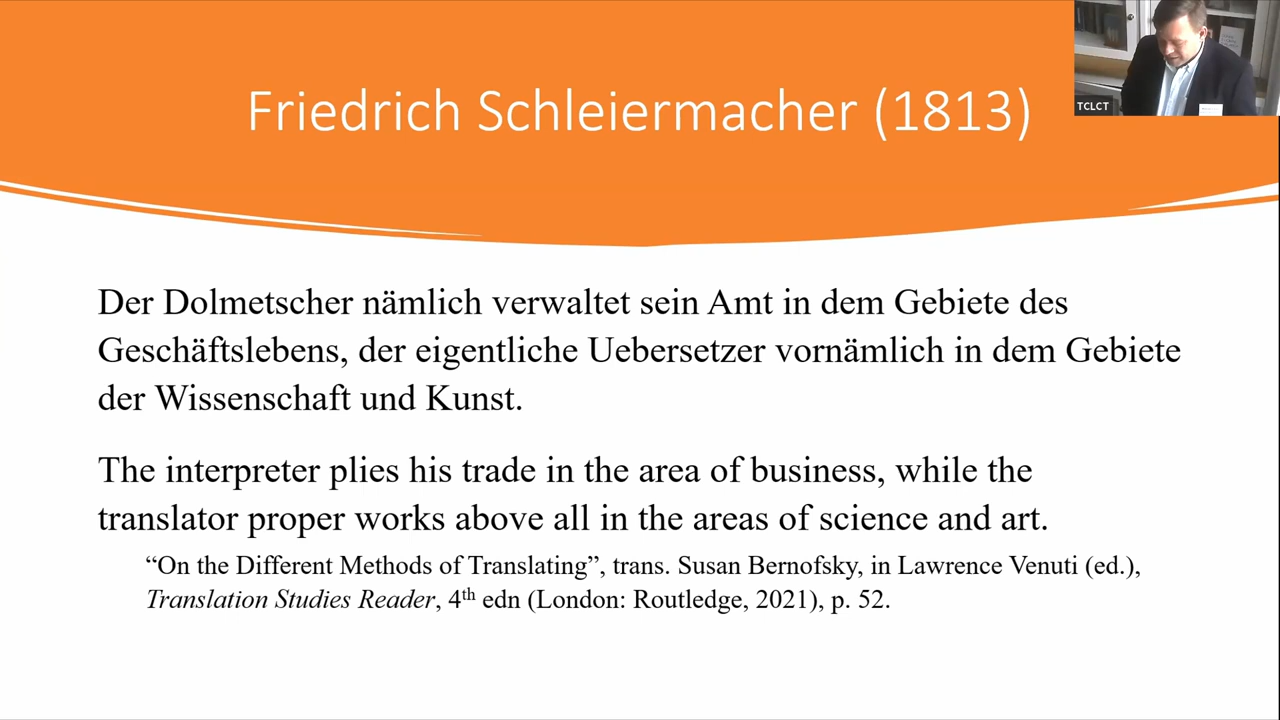 Friedrich Schleiermacher (1813)
TCLCT
Der Dolmetscher nämlich verwaltet sein Amt in dem Gebiete des
Geschäftslebens, der eigentliche Uebersetzer vornämlich in dem Gebiete
der Wissenschaft und Kunst.
The interpreter plies his trade in the area of business, while the
translator proper works above all in the areas of science and art.
“On the Different Methods of Translating”, trans. Susan Bernofsky, in Lawrence Venuti (ed.),
Translation Studies Reader, 4th edn (London: Routledge, 2021), p. 52.